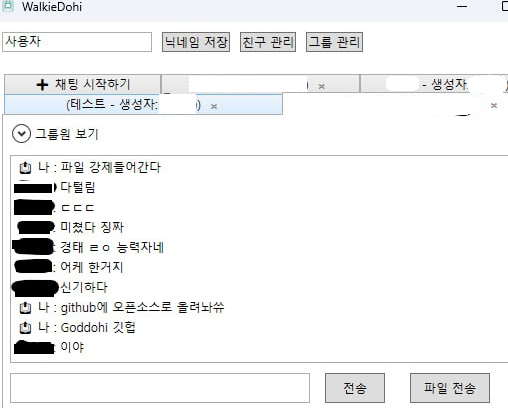 WalkieDohi
사용자 닉네임 저장 친구 관리 그룹 관리
+ 채팅 시작하기 ) × - 생성자: )
(테스트 - 생성자: ) × ×
그룹원 보기
나 : 파일 강제들어간다
다털림
: ㄷㄷㄷ
미쳤다 징짜
: 경태 ㄹㅇ 능력자네
: 어케 한거지
신기하다
나 : github에 오픈소스로 올려놔쓔
나 : Goddohi 깃헙
: 이야
전송 파일 전송